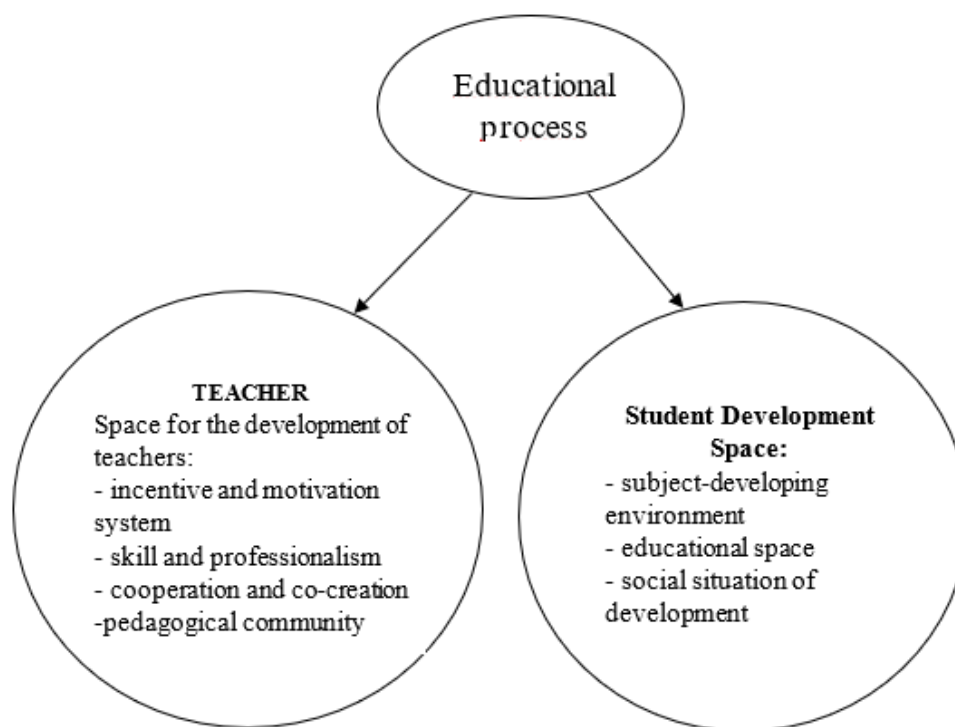 Educational
process
TEACHER
Space for the development of
teachers:
- incentive and motivation
system
- skill and professionalism
- cooperation and co-creation
-pedagogical community
Student Development
Space:
- subject-developing
environment
- educational space
- social situation of
development